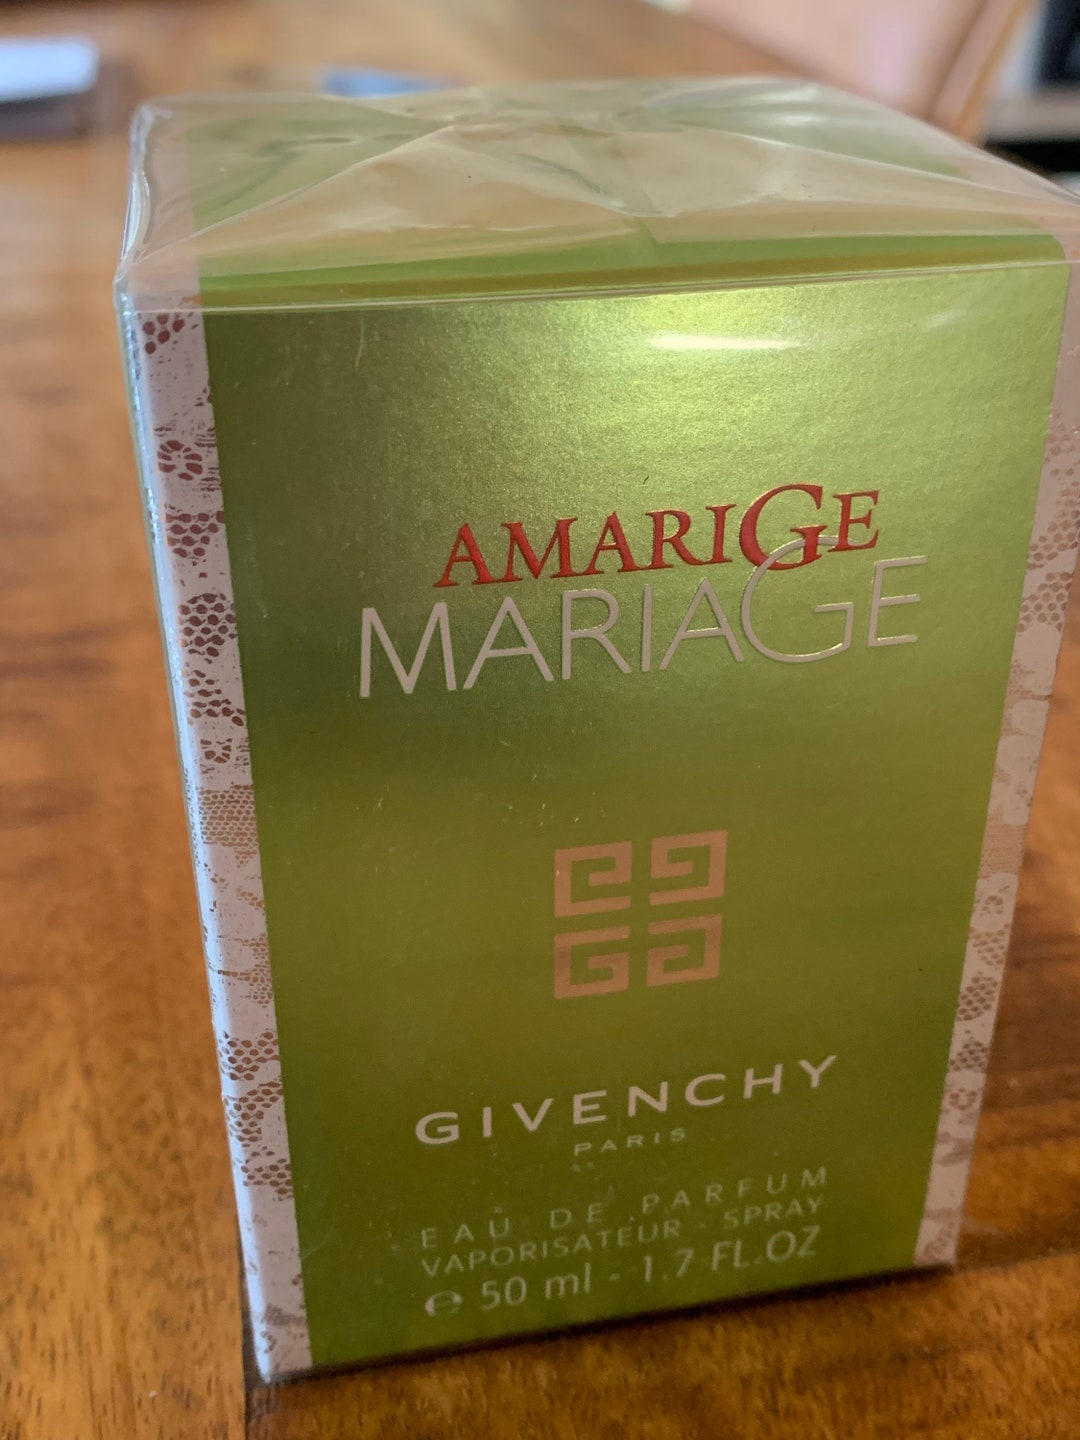 AMARIGE
MARIAGE
GIVENCHY
PARIS
EAU DE PARFUM
VAPORISATEUR - SPRAY
℮ 50 ml - 1.7 FL.OZ